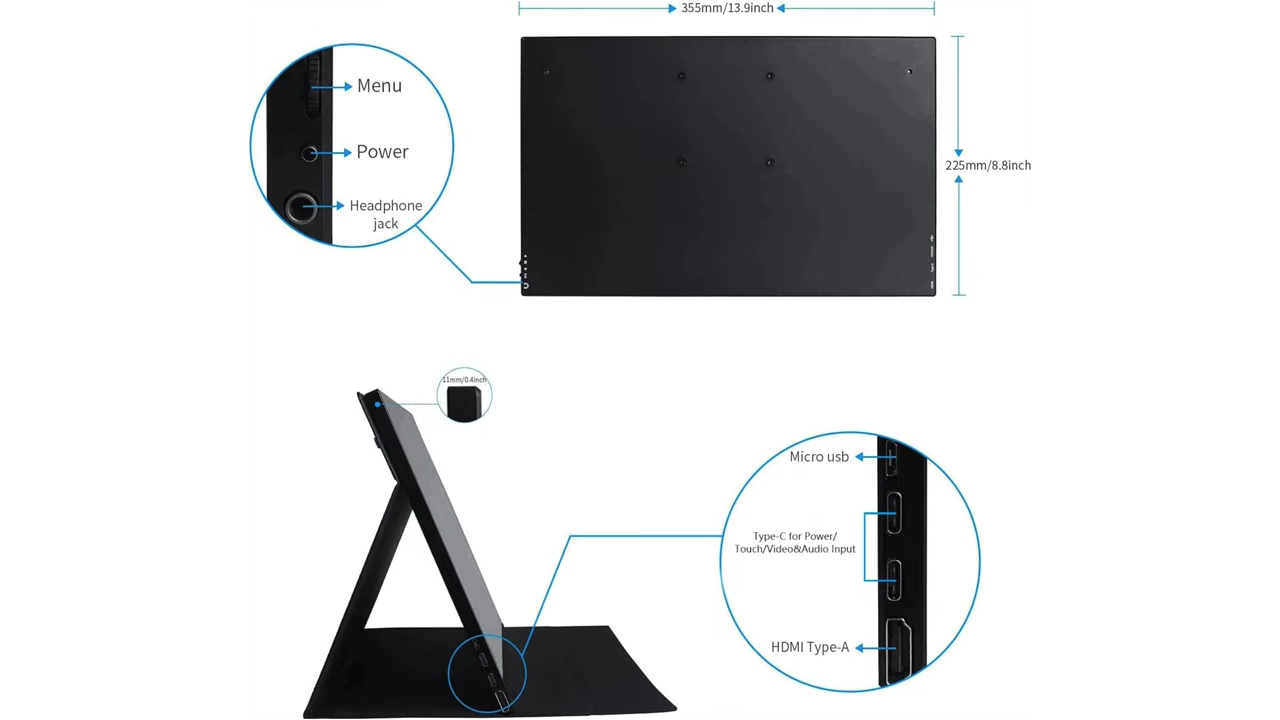 355mm/13.9inch
Menu
Power
Headphone
jack
225mm/8.8inch
11mm/0.4inch
Micro usb
Type-C for Power/
Touch/Video&Audio Input
HDMI Type-A